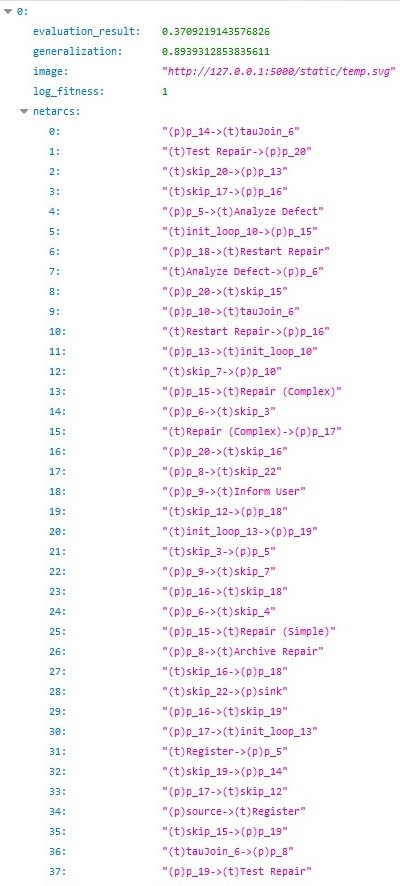 0:
evaluation_result: 0.3709219143576826
generalization: 0.8939312853835611
image: "http://127.0.0.1:5000/static/temp.svg"
log_fitness: 1
netarcs:
0: "(p)p_14->(t)tauJoin_6"
1: "(t)Test Repair->(p)p_20"
2: "(t)skip_20->(p)p_13"
3: "(t)skip_17->(p)p_16"
4: "(p)p_5->(t)Analyze Defect"
5: "(t)init_loop_10->(p)p_15"
6: "(p)p_18->(t)Restart Repair"
7: "(t)Analyze Defect->(p)p_6"
8: "(p)p_20->(t)skip_15"
9: "(p)p_10->(t)tauJoin_6"
10: "(t)Restart Repair->(p)p_16"
11: "(p)p_13->(t)init_loop_10"
12: "(t)skip_7->(p)p_10"
13: "(p)p_15->(t)Repair (Complex)"
14: "(p)p_6->(t)skip_3"
15: "(t)Repair (Complex)->(p)p_17"
16: "(p)p_20->(t)skip_16"
17: "(p)p_8->(t)skip_22"
18: "(p)p_9->(t)Inform User"
19: "(t)skip_12->(p)p_18"
20: "(t)init_loop_13->(p)p_19"
21: "(t)skip_3->(p)p_5"
22: "(p)p_9->(t)skip_7"
23: "(p)p_16->(t)skip_18"
24: "(p)p_6->(t)skip_4"
25: "(p)p_15->(t)Repair (Simple)"
26: "(p)p_8->(t)Archive Repair"
27: "(t)skip_16->(p)p_18"
28: "(t)skip_22->(p)sink"
29: "(p)p_16->(t)skip_19"
30: "(p)p_17->(t)init_loop_13"
31: "(t)Register->(p)p_5"
32: "(t)skip_19->(p)p_14"
33: "(p)p_17->(t)skip_12"
34: "(p)source->(t)Register"
35: "(t)skip_15->(p)p_19"
36: "(t)tauJoin_6->(p)p_8"
37: "(p)p_19->(t)Test Repair"